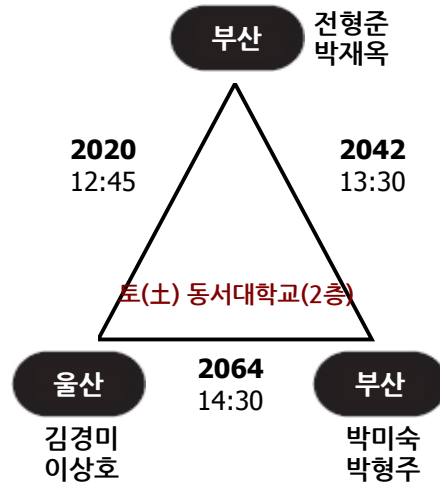 부산
전형준
박재옥
2020
12:45
2042
13:30
토(土) 동서대학교(2층)
울산
2064
14:30
부산
김경미
이상호
박미숙
박형주